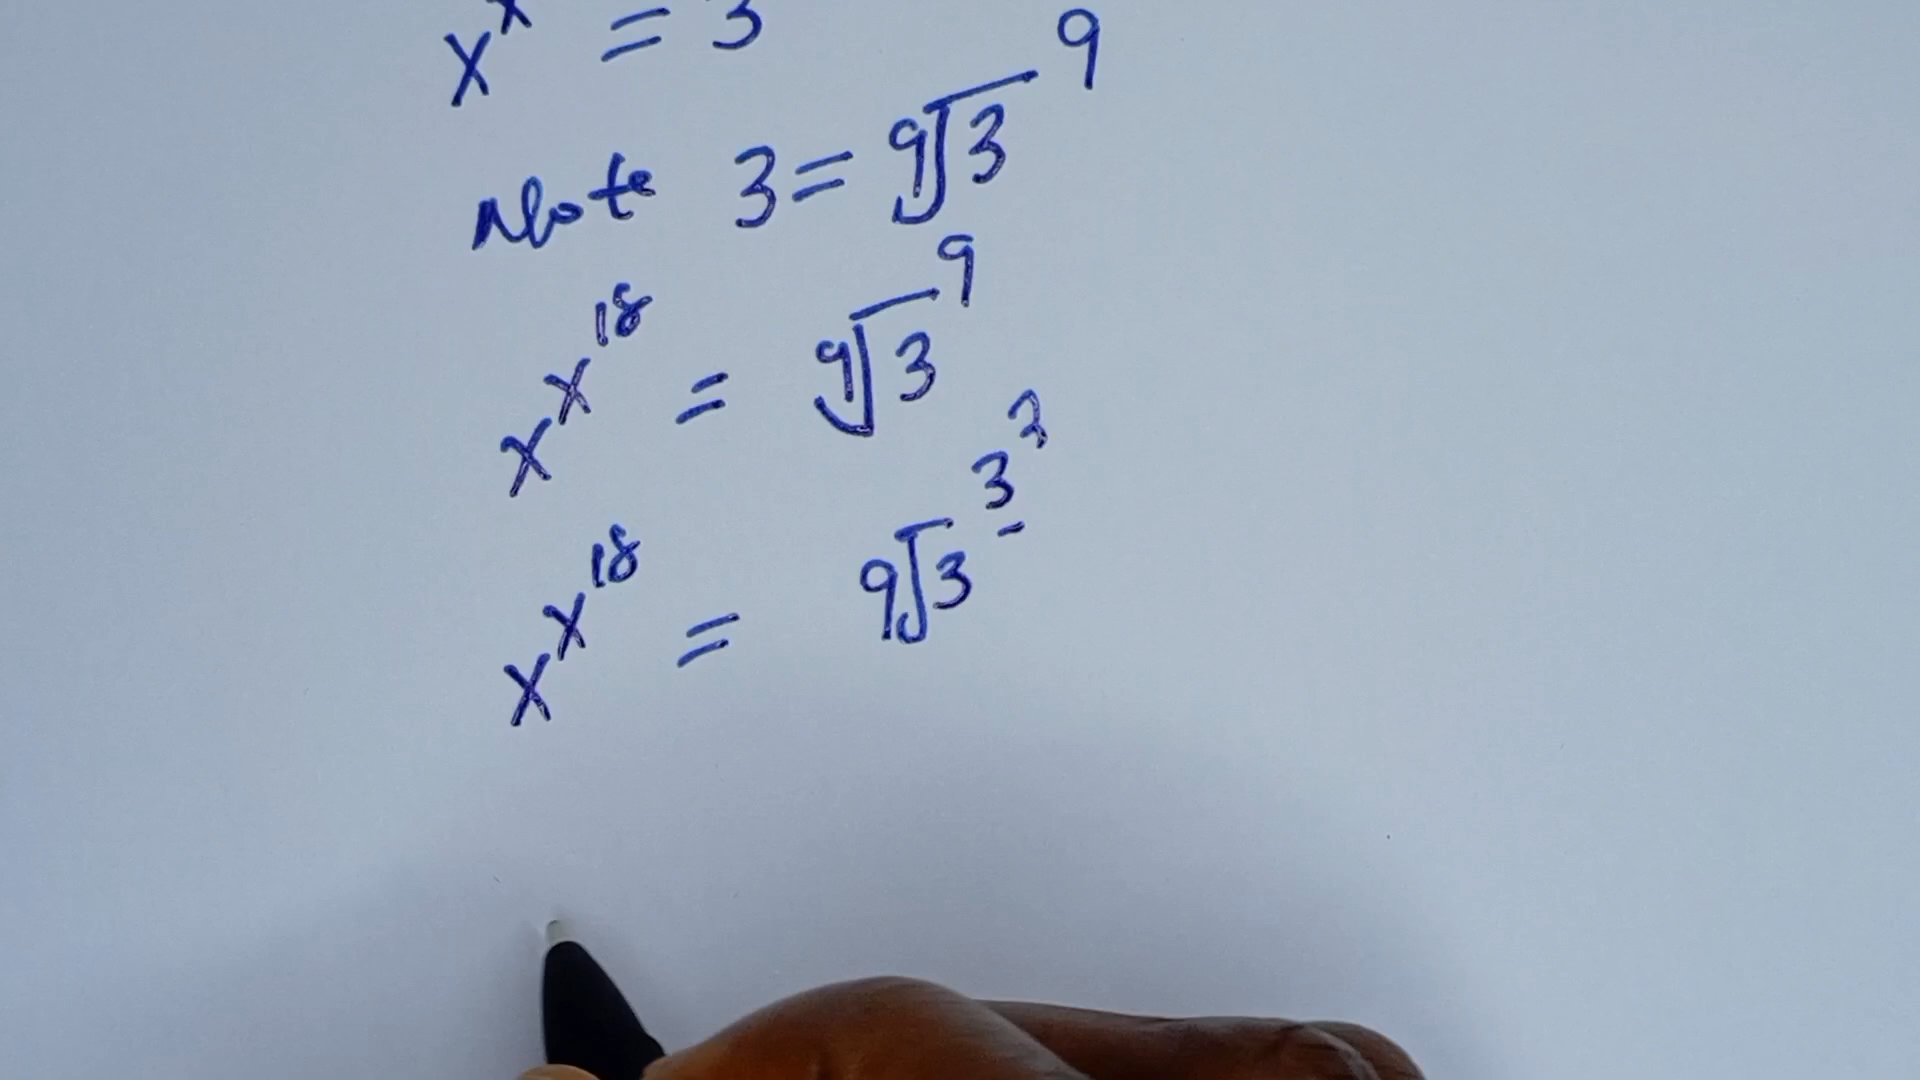 x^x = 3
Note 3 = ⁹√3^9
x^x^18 = ⁹√3^9
x^x^18 = ⁹√3^3^2